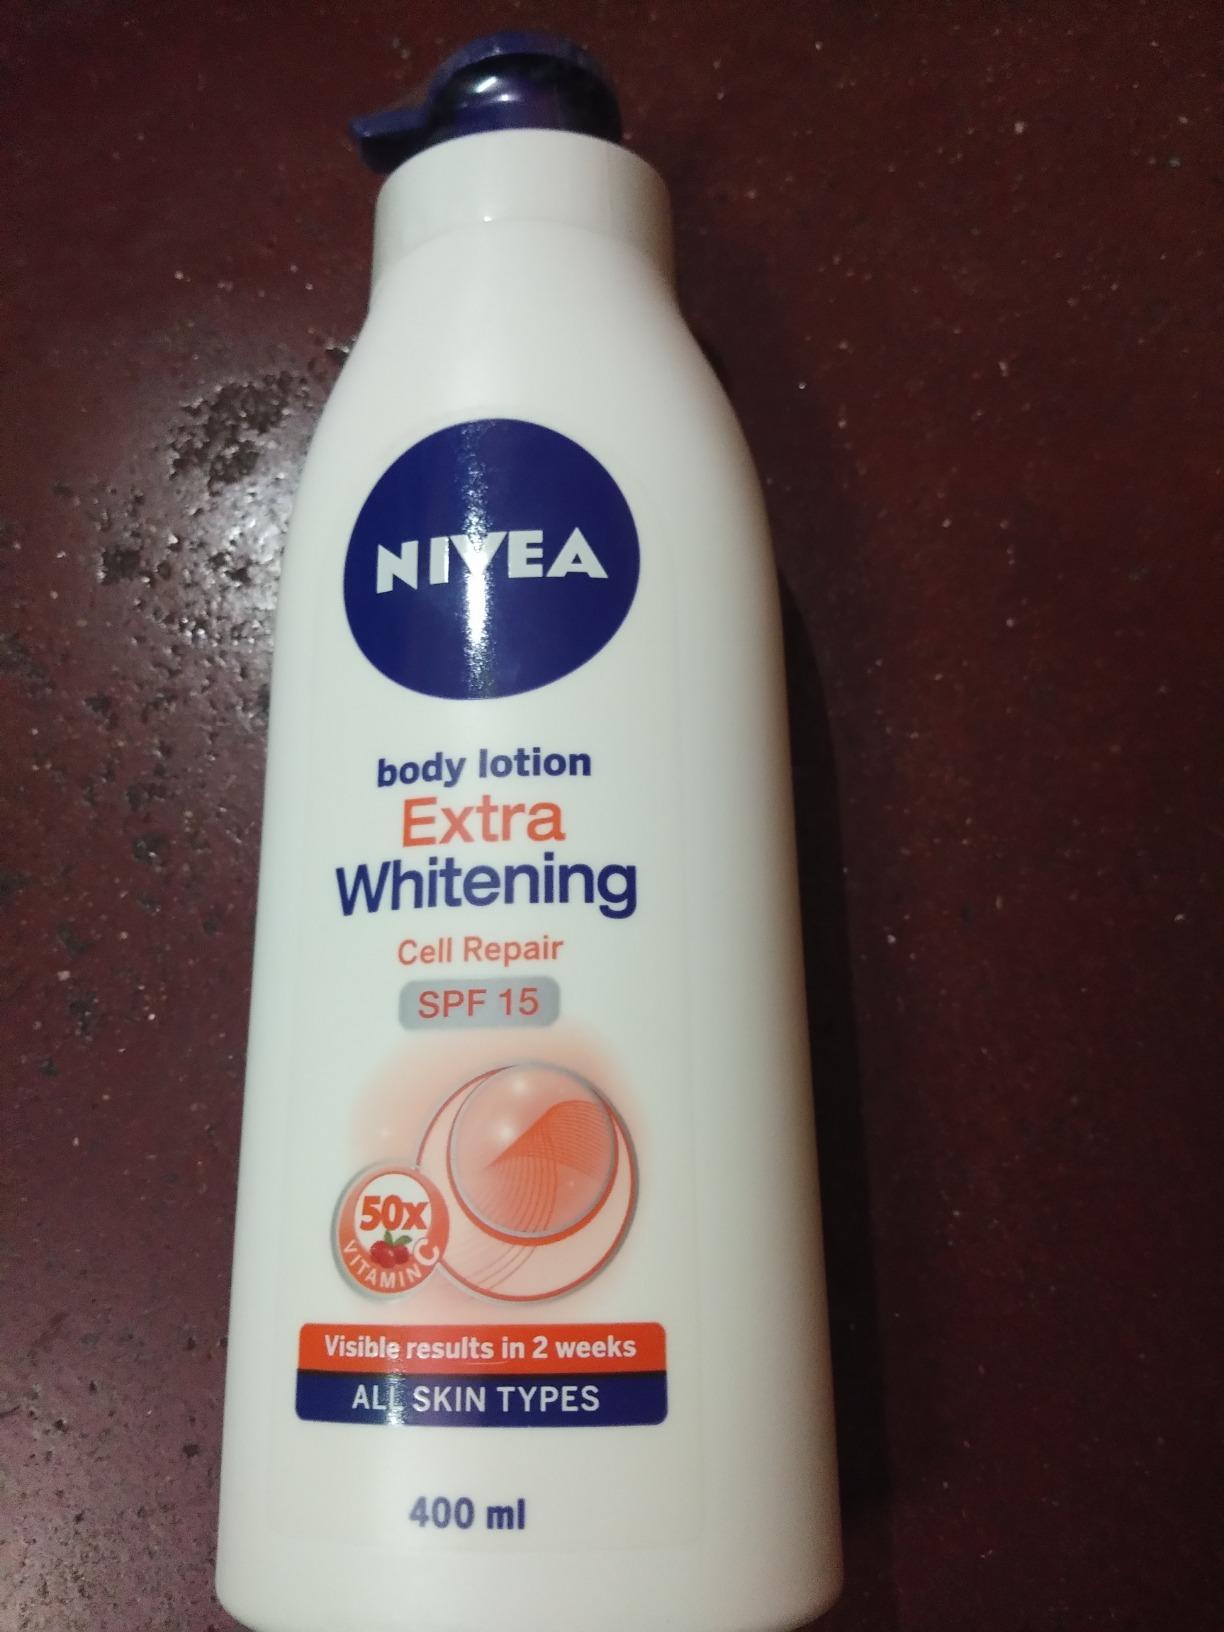 NIVEA
body lotion
Extra
Whitening
Cell Repair
SPF 15
50x
VITAMIN C
Visible results in 2 weeks
ALL SKIN TYPES
400 ml